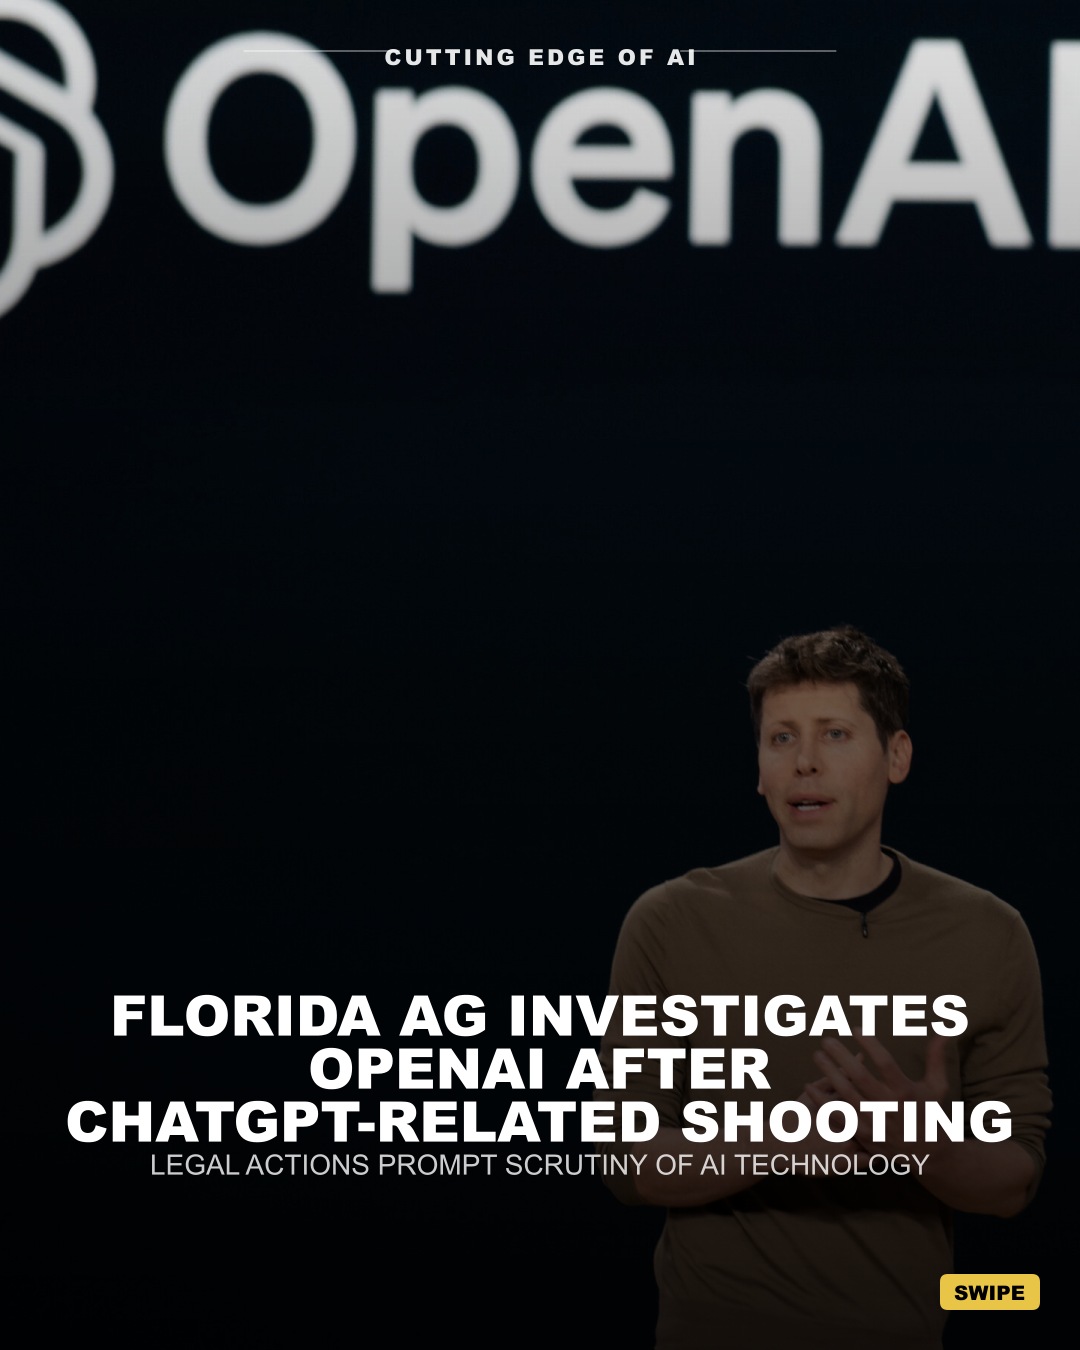 CUTTING EDGE OF AI
OpenAI
FLORIDA AG INVESTIGATES
OPENAI AFTER
CHATGPT-RELATED SHOOTING
LEGAL ACTIONS PROMPT SCRUTINY OF AI TECHNOLOGY
SWIPE